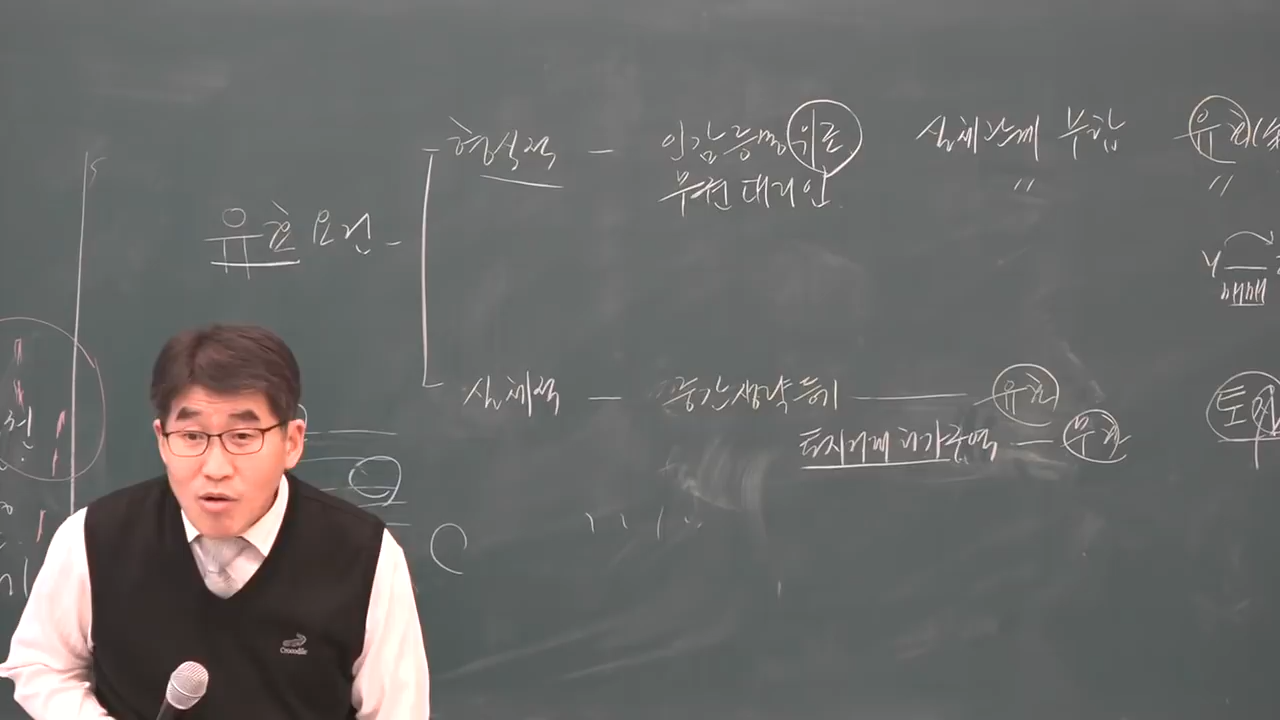 형식적 — 인감증명 위조 실체관계 부합 유효(
부전대리인 〃 〃
유효요건
매매
실체적 — 중간생략등기 — 유효
토지거래허가구역 — 무효
Crocodile